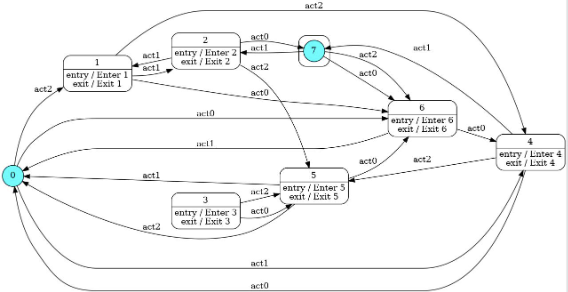 act2
2
entry / Enter 2
exit / Exit 2
act0
act1
7
act2
act0
act1
1
entry / Enter 1
exit / Exit 1
act1
act1
act2
act2
act0
6
entry / Enter 6
exit / Exit 6
act0
act0
act1
4
entry / Enter 4
exit / Exit 4
0
act1
5
entry / Enter 5
exit / Exit 5
act0
act2
3
entry / Enter 3
exit / Exit 3
act2
act0
act2
act1
act0